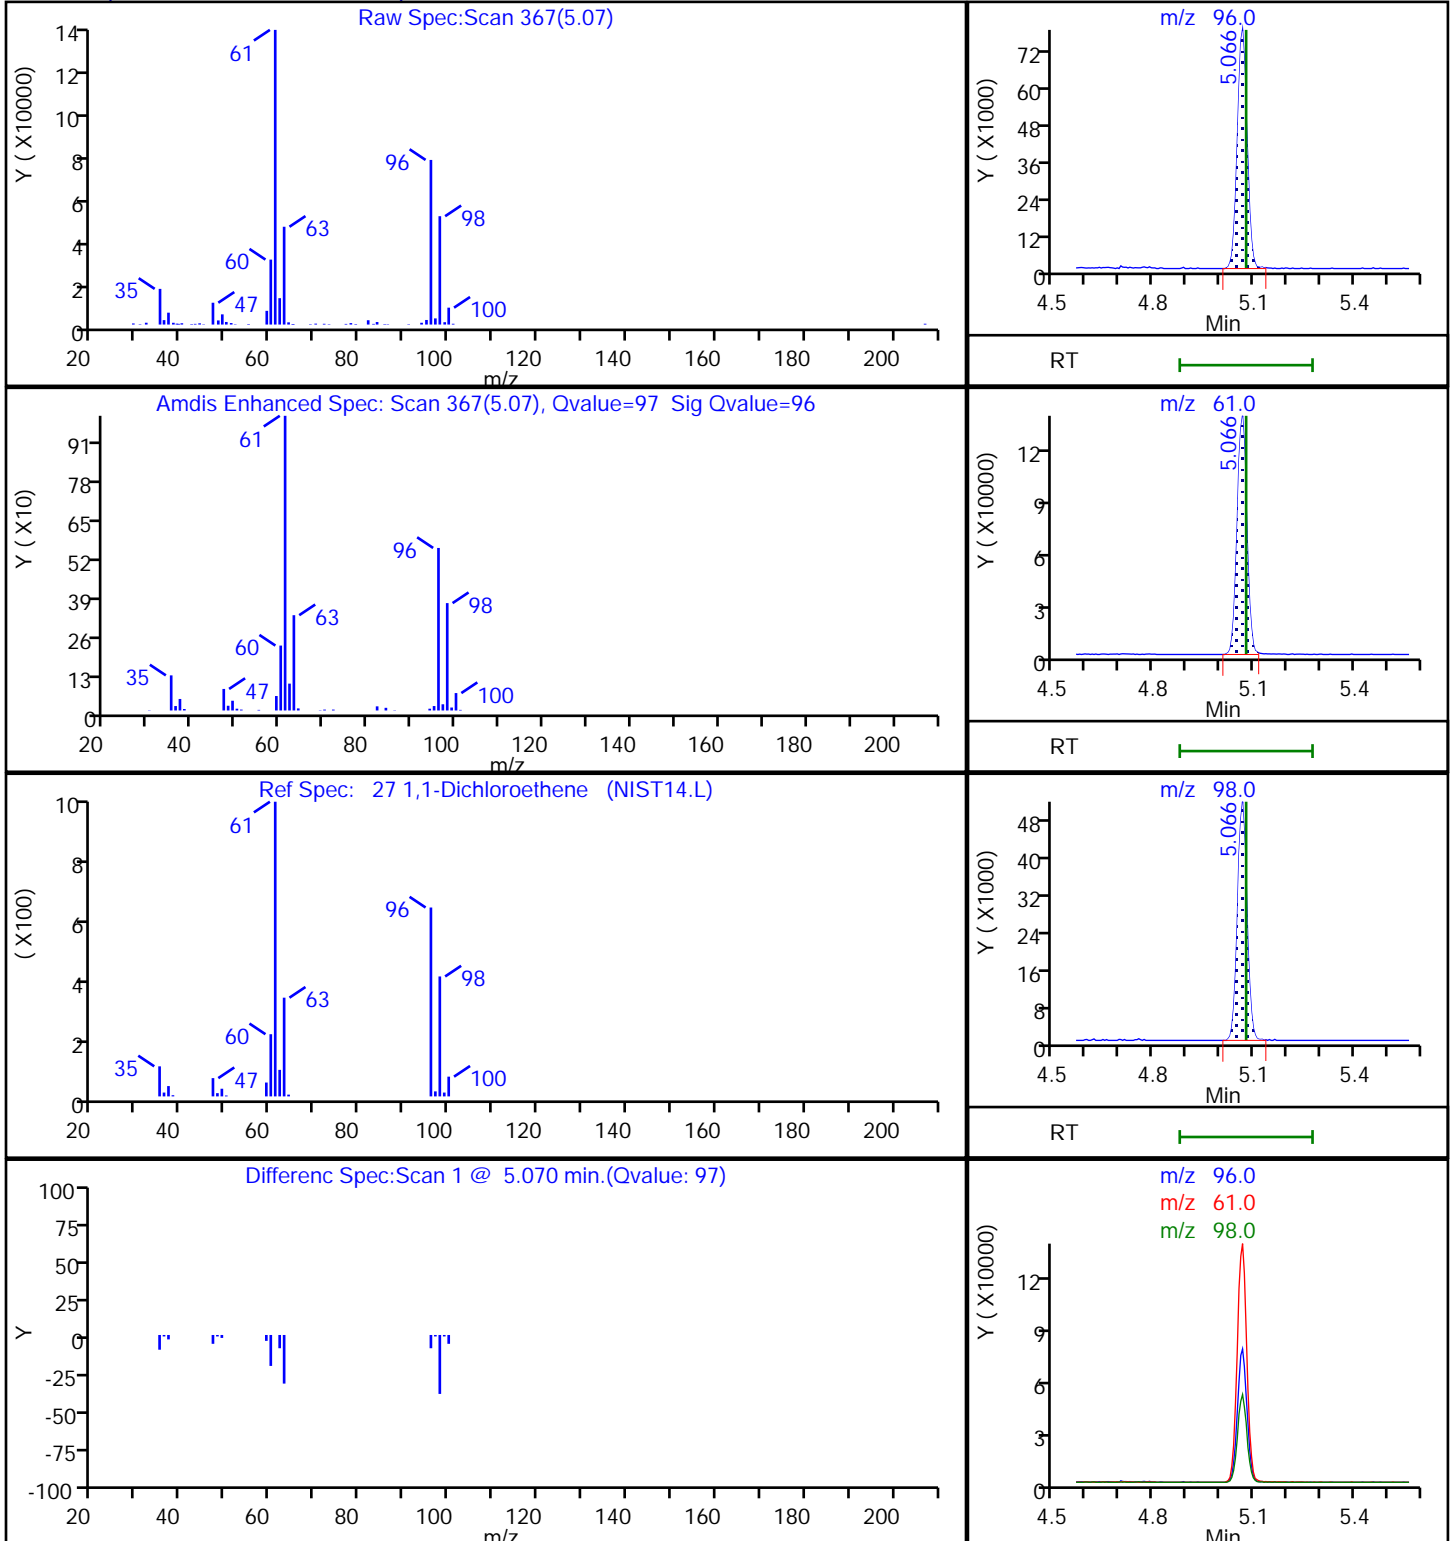 Raw Spec:Scan 367(5.07)
Y ( X10000)
14
12
10
8
6
4
2
0
61
96
98
63
60
35
47
100
20 40 60 80 100 120 140 160 180 200
m/z
m/z 96.0
Y ( X1000)
72
60
48
36
24
12
0
5.066
4.5 4.8 5.1 5.4
Min
RT
Amdis Enhanced Spec: Scan 367(5.07), Qvalue=97 Sig Qvalue=96
Y ( X10)
91
78
65
52
39
26
13
0
61
96
98
63
60
35
47
100
20 40 60 80 100 120 140 160 180 200
m/z
m/z 61.0
Y ( X10000)
12
9
6
3
0
5.066
4.5 4.8 5.1 5.4
Min
RT
Ref Spec: 27 1,1-Dichloroethene (NIST14.L)
( X100)
10
8
6
4
2
0
61
96
98
63
60
35
47
100
20 40 60 80 100 120 140 160 180 200
m/z 98.0
Y ( X1000)
48
40
32
24
16
8
0
5.066
4.5 4.8 5.1 5.4
Min
RT
Differenc Spec:Scan 1 @ 5.070 min.(Qvalue: 97)
Y
100
75
50
25
0
-25
-50
-75
-100
20 40 60 80 100 120 140 160 180 200
m/z
m/z 96.0
m/z 61.0
m/z 98.0
Y ( X10000)
12
9
6
3
0
4.5 4.8 5.1 5.4
Min